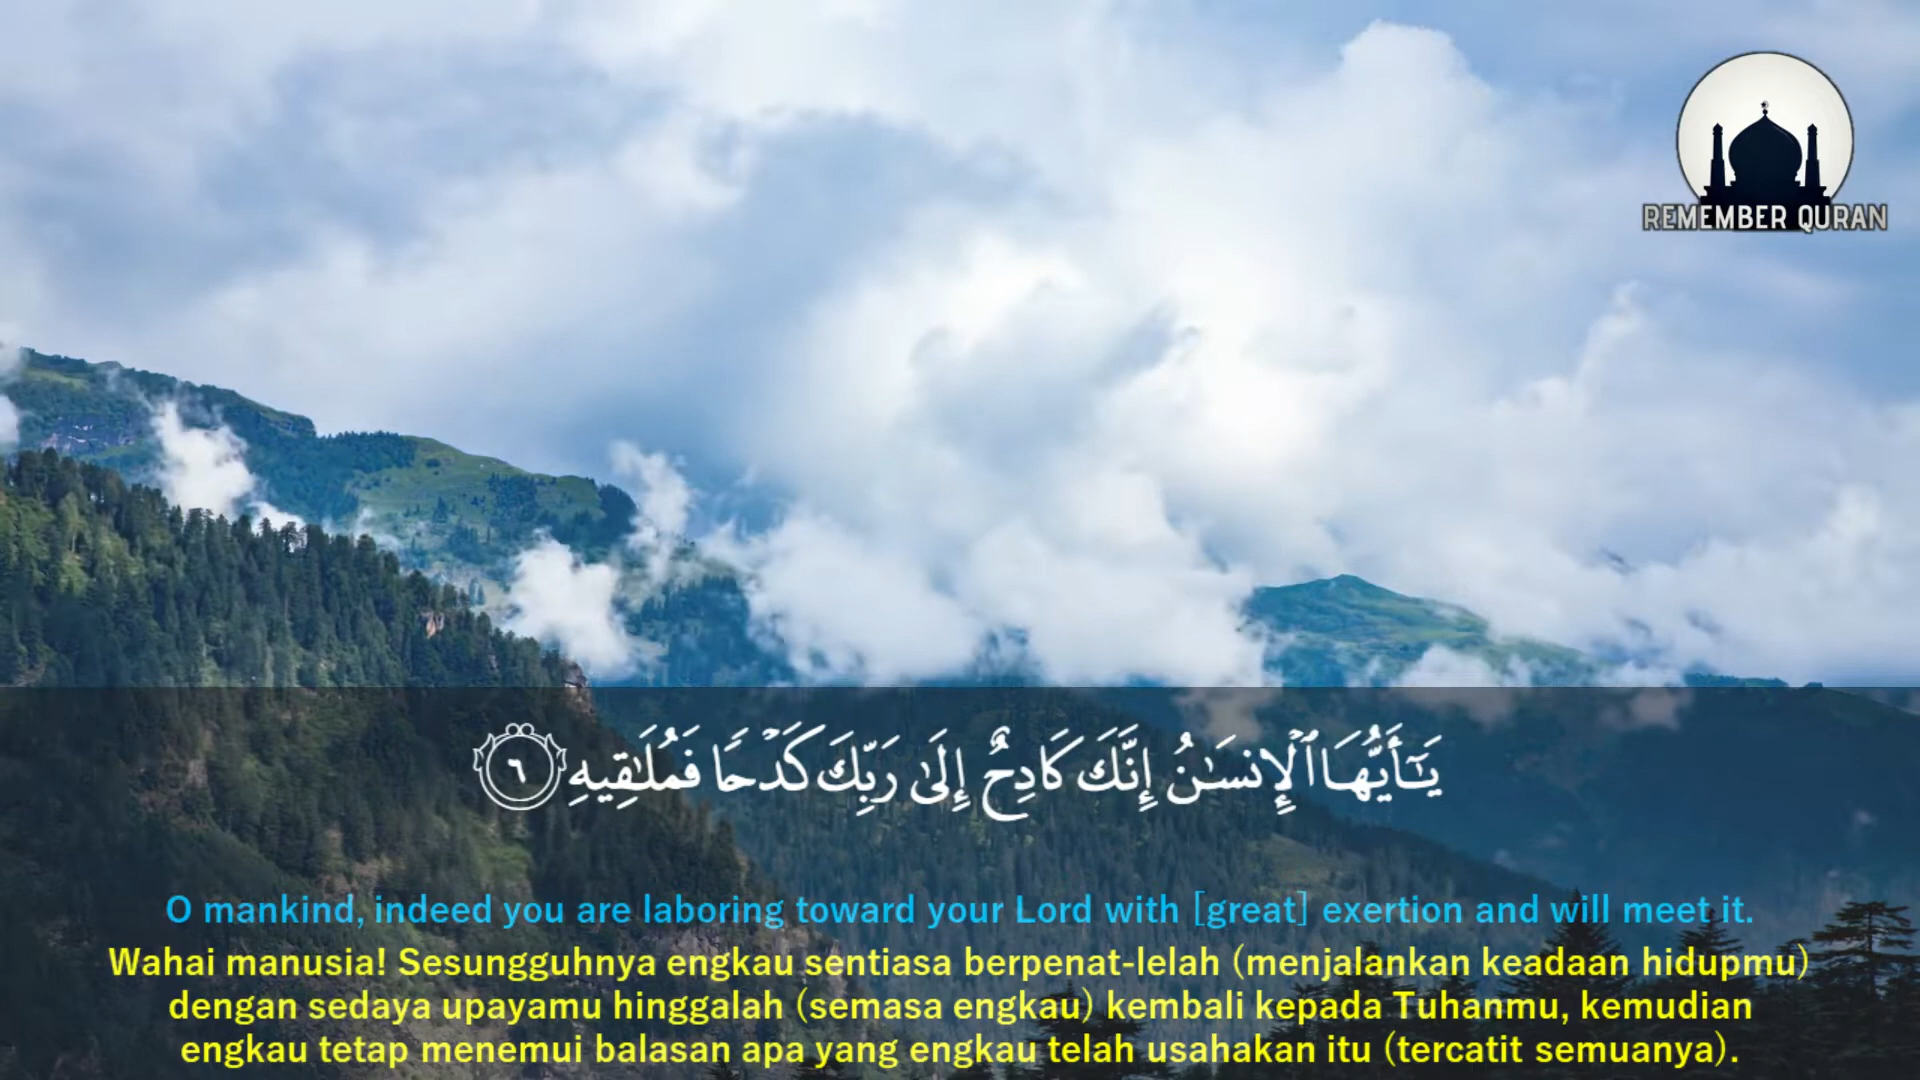 REMEMBER QURAN
يَـٰٓأَيُّهَا ٱلْإِنسَـٰنُ إِنَّكَ كَادِحٌ إِلَىٰ رَبِّكَ كَدْحًا فَمُلَـٰقِيهِ ٦
O mankind, indeed you are laboring toward your Lord with [great] exertion and will meet it.
Wahai manusia! Sesungguhnya engkau sentiasa berpenat-lelah (menjalankan keadaan hidupmu)
dengan sedaya upayamu hinggalah (semasa engkau) kembali kepada Tuhanmu, kemudian
engkau tetap menemui balasan apa yang engkau telah usahakan itu (tercatit semuanya).